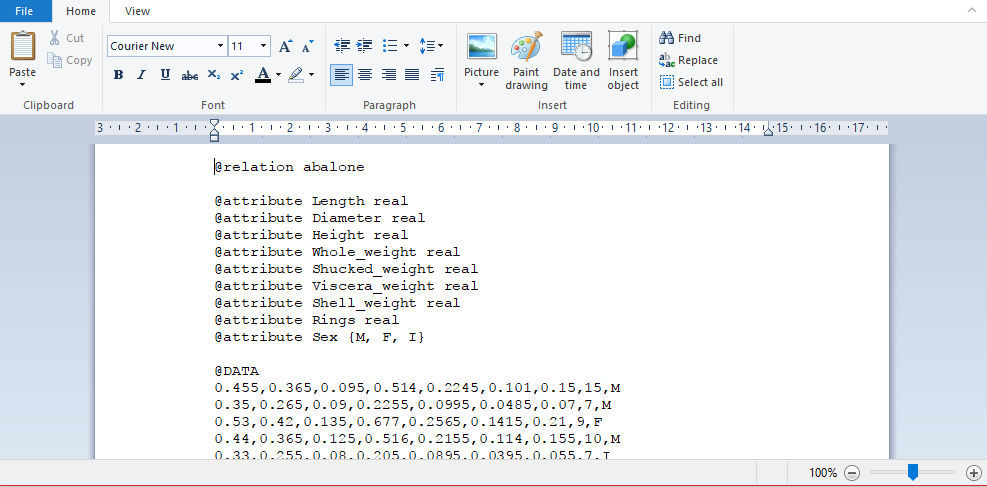 File Home View
Cut
Copy
Paste
Clipboard
Courier New 11 A A
B I U abc X₂ X² A
Font
Paragraph
Picture Paint drawing Date and time Insert object
Insert
Find
Replace
Select all
Editing
3 2 1 1 2 3 4 5 6 7 8 9 10 11 12 13 14 15 16 17
@relation abalone
@attribute Length real
@attribute Diameter real
@attribute Height real
@attribute Whole_weight real
@attribute Shucked_weight real
@attribute Viscera_weight real
@attribute Shell_weight real
@attribute Rings real
@attribute Sex {M, F, I}
@DATA
0.455,0.365,0.095,0.514,0.2245,0.101,0.15,15,M
0.35,0.265,0.09,0.2255,0.0995,0.0485,0.07,7,M
0.53,0.42,0.135,0.677,0.2565,0.1415,0.21,9,F
0.44,0.365,0.125,0.516,0.2155,0.114,0.155,10,M
0.33,0.255,0.08,0.205,0.0895,0.0395,0.055,7,I
100%